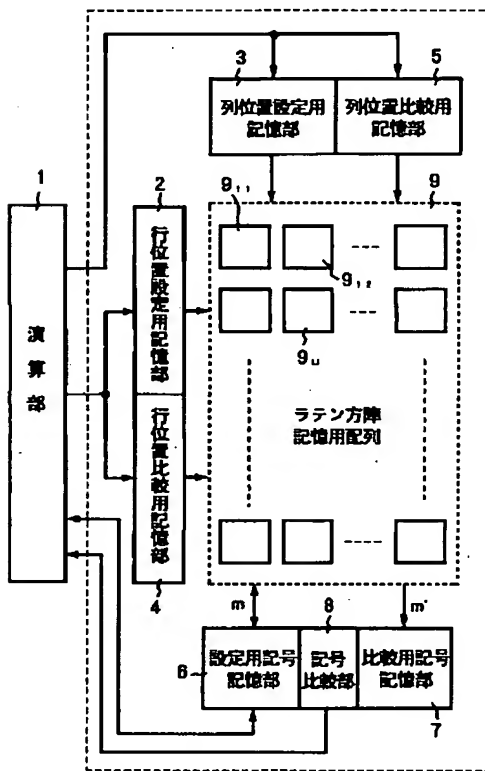 3
5
列位置設定用
記憶部
列位置比較用
記憶部
1
演算部
2
行位置設定用記憶部
行位置比較用記憶部
4
9₁₁
9
9₁₂
ラテン方陣
記憶用配列
m
8
m'
6
設定用記号
記憶部
記号
比較部
比較用記号
記憶部
7